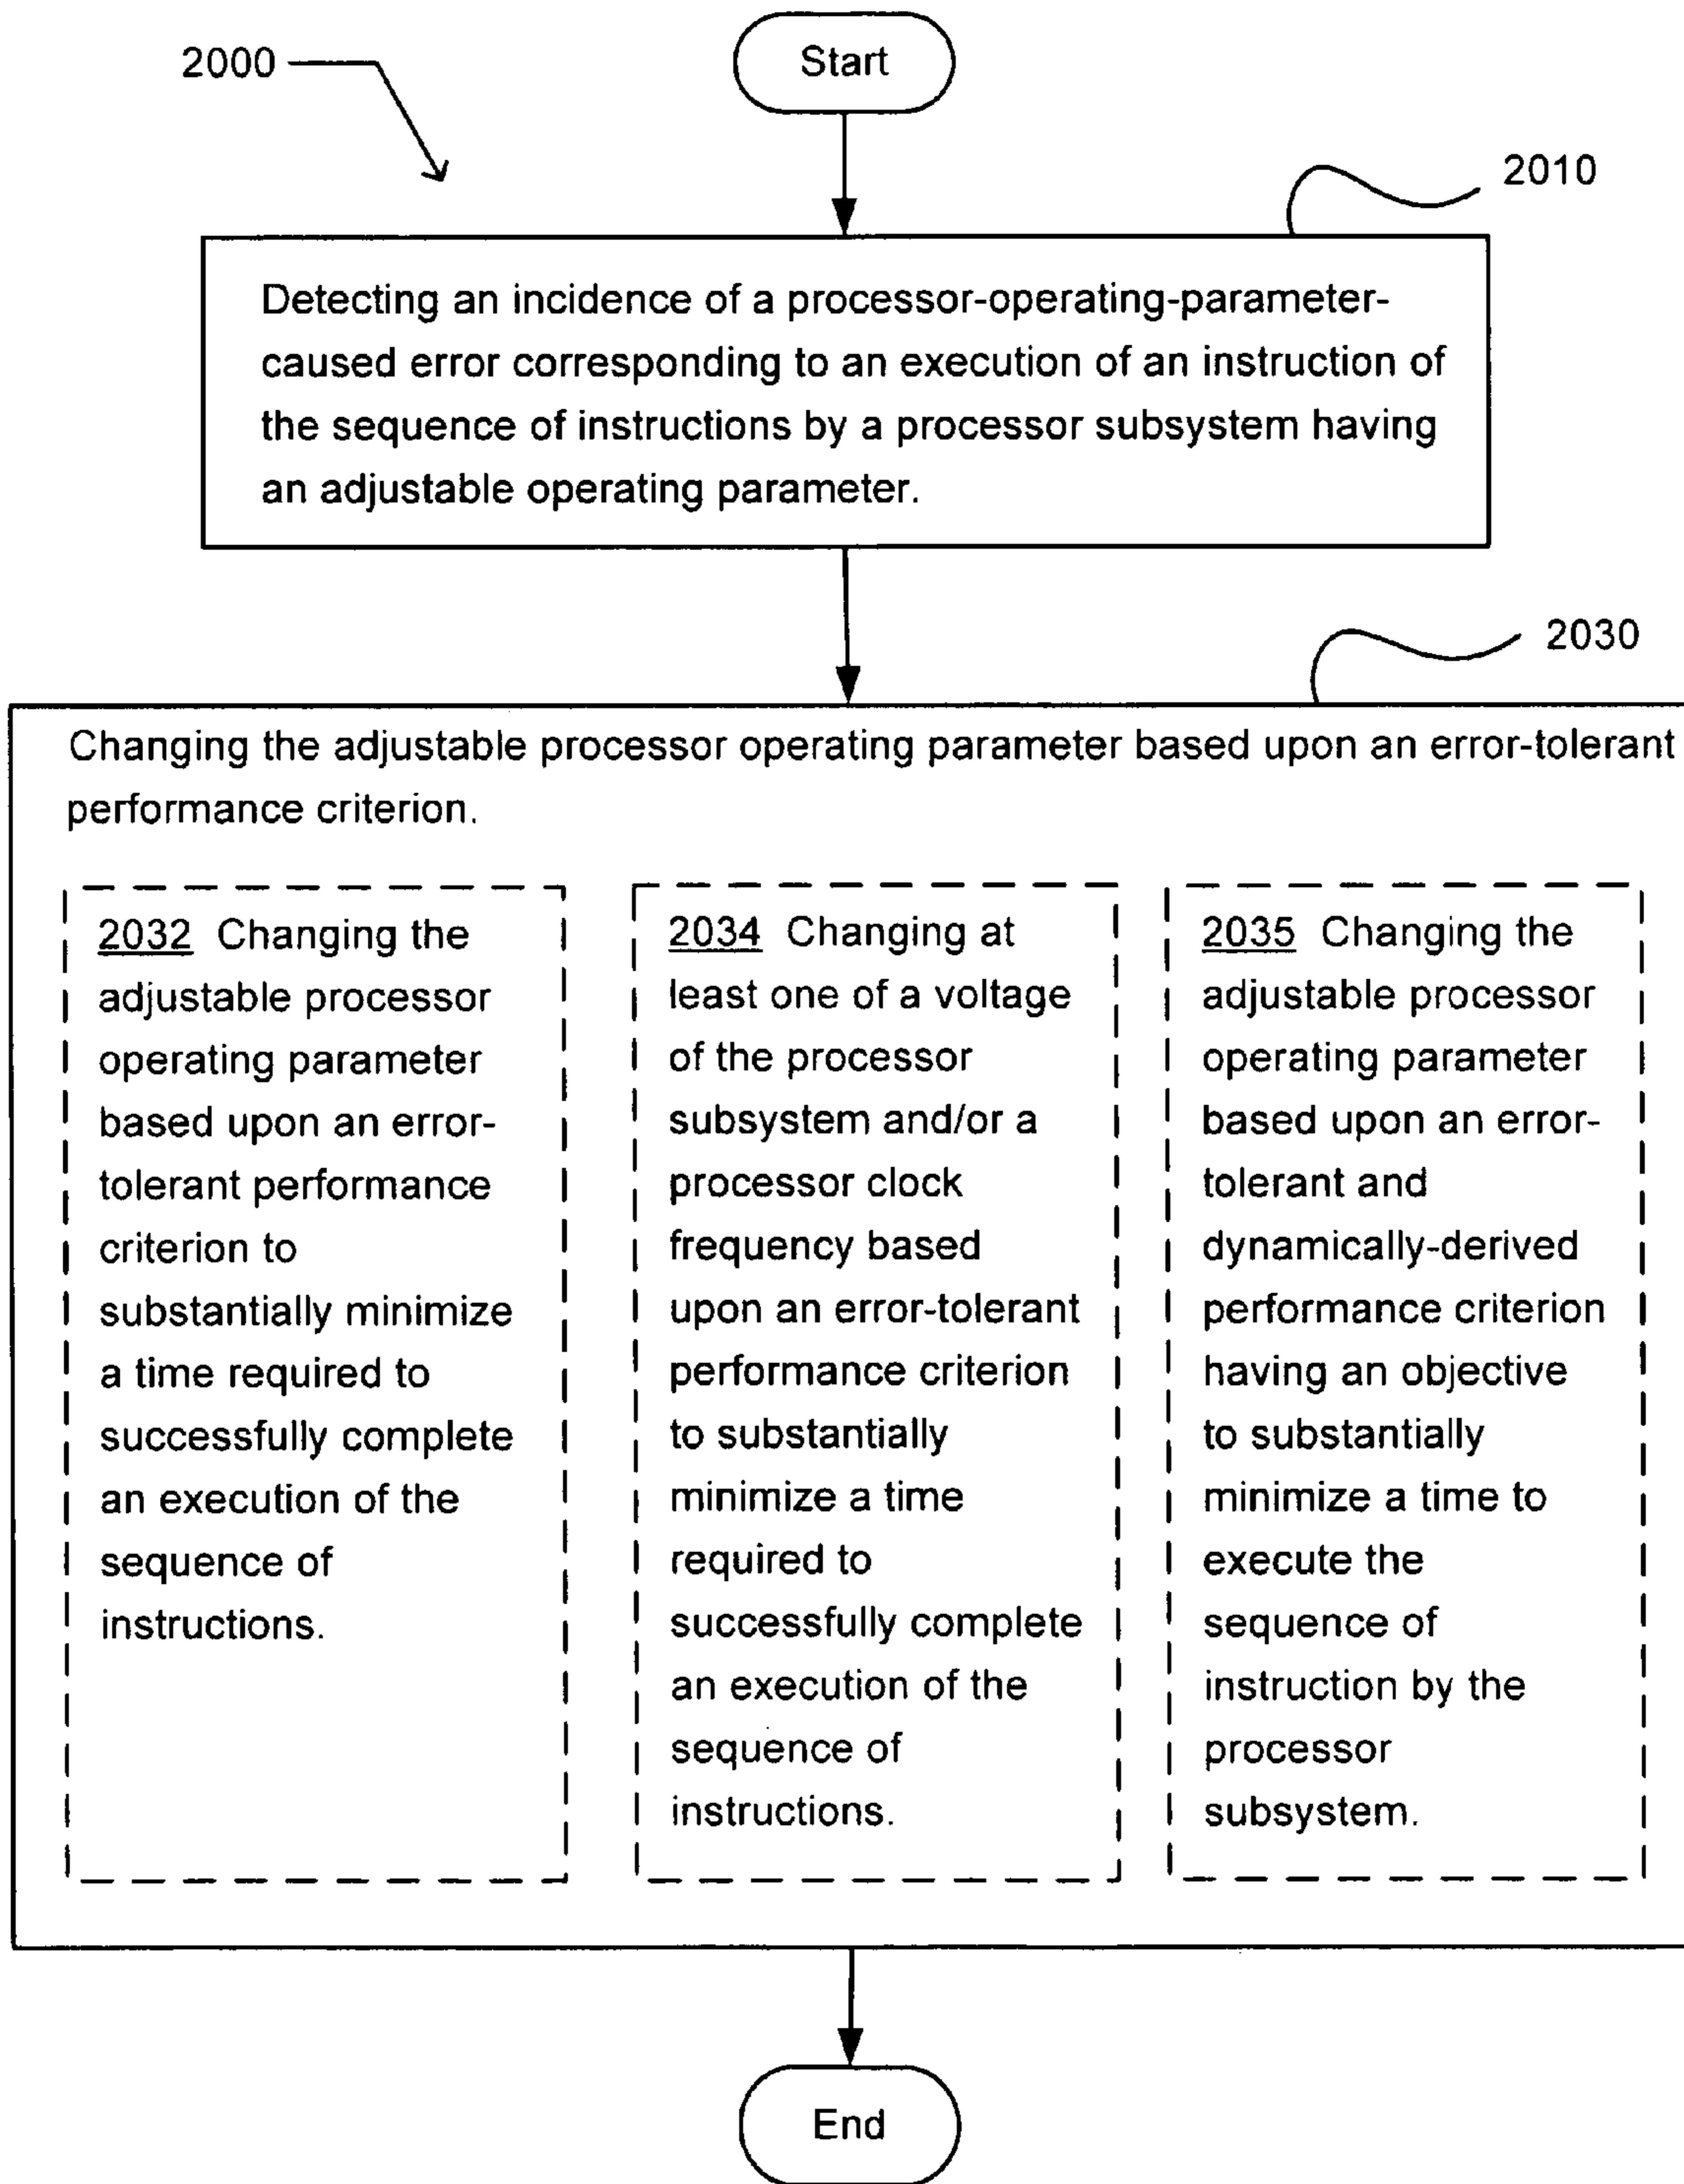 2000
Start
2010
Detecting an incidence of a processor-operating-parameter-
caused error corresponding to an execution of an instruction of
the sequence of instructions by a processor subsystem having
an adjustable operating parameter.
2030
Changing the adjustable processor operating parameter based upon an error-tolerant
performance criterion.
2032 Changing the
adjustable processor
operating parameter
based upon an error-
tolerant performance
criterion to
substantially minimize
a time required to
successfully complete
an execution of the
sequence of
instructions.
2034 Changing at
least one of a voltage
of the processor
subsystem and/or a
processor clock
frequency based
upon an error-tolerant
performance criterion
to substantially
minimize a time
required to
successfully complete
an execution of the
sequence of
instructions.
2035 Changing the
adjustable processor
operating parameter
based upon an error-
tolerant and
dynamically-derived
performance criterion
having an objective
to substantially
minimize a time to
execute the
sequence of
instruction by the
processor
subsystem.
End